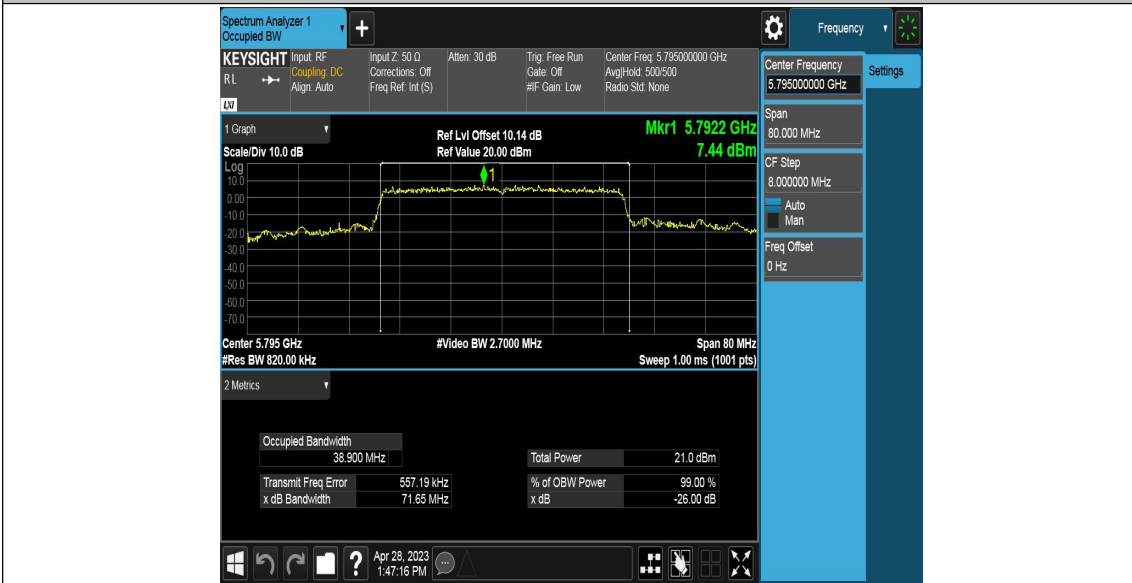 Spectrum Analyzer 1
Occupied BW
+
Frequency
KEYSIGHT
R L
LXI
Input: RF
Coupling: DC
Align: Auto
Input Z: 50 Ω
Corrections: Off
Freq Ref: Int (S)
Atten: 30 dB
Trig: Free Run
Gate: Off
#IF Gain: Low
Center Freq: 5.795000000 GHz
Avg|Hold: 500/500
Radio Std: None
Center Frequency
5.795000000 GHz
Settings
Span
80.000 MHz
CF Step
8.000000 MHz
Auto
Man
Freq Offset
0 Hz
1 Graph
Scale/Div 10.0 dB
Ref Lvl Offset 10.14 dB
Ref Value 20.00 dBm
Mkr1 5.7922 GHz
7.44 dBm
Log
1
10.0
0.00
-10.0
-20.0
-30.0
-40.0
-50.0
-60.0
-70.0
Center 5.795 GHz
#Res BW 820.00 kHz
#Video BW 2.7000 MHz
Span 80 MHz
Sweep 1.00 ms (1001 pts)
2 Metrics
Occupied Bandwidth
38.900 MHz
Total Power 21.0 dBm
Transmit Freq Error 557.19 kHz
% of OBW Power 99.00 %
x dB Bandwidth 71.65 MHz
x dB -26.00 dB
?
Apr 28, 2023
1:47:16 PM